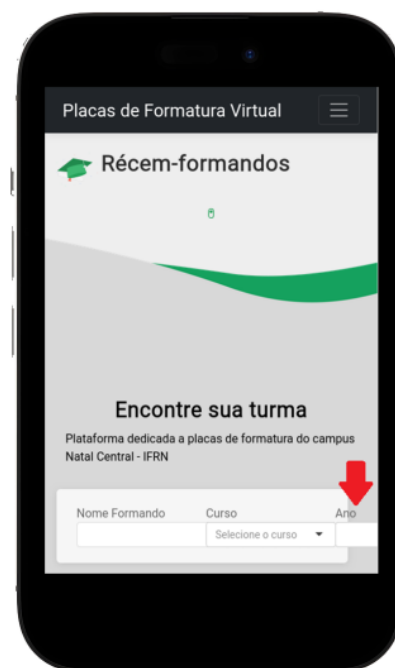 Placas de Formatura Virtual
Récem-formandos
Encontre sua turma
Plataforma dedicada a placas de formatura do campus
Natal Central - IFRN
Nome Formando Curso Ano
Selecione o curso